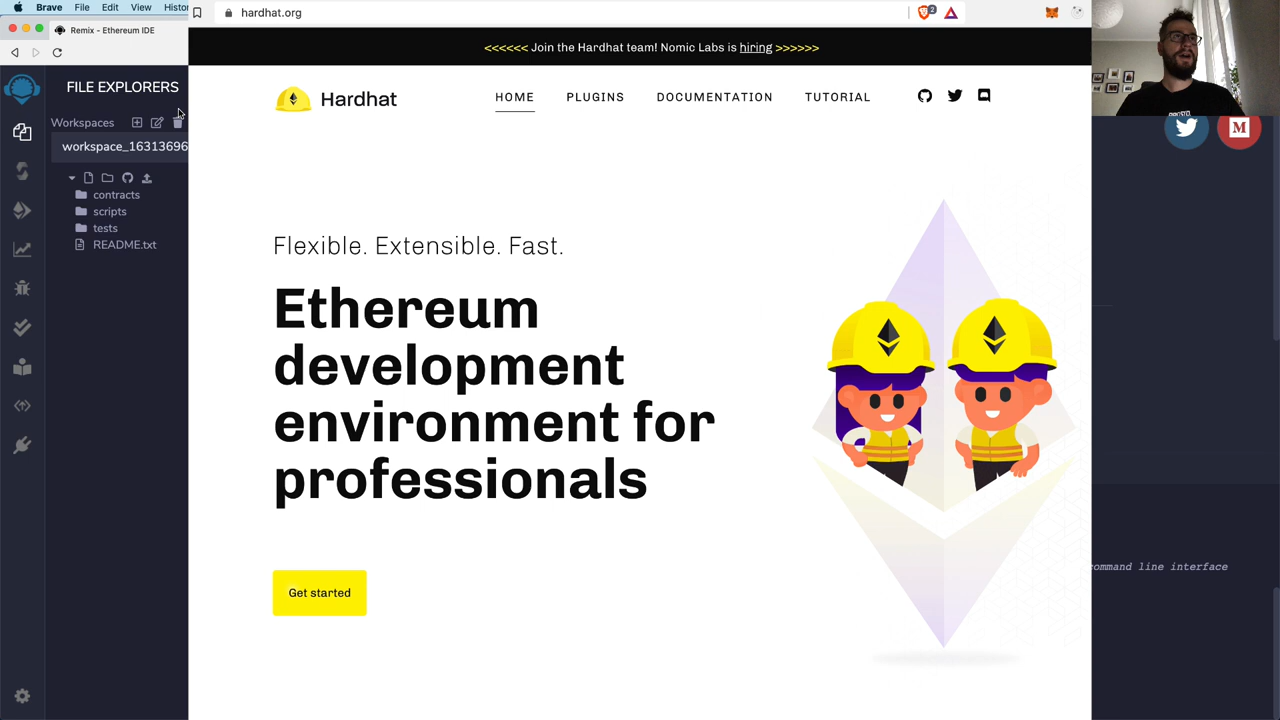 Brave File Edit View Histo
hardhat.org
2
Remix - Ethereum IDE
<<<<<< Join the Hardhat team! Nomic Labs is hiring >>>>>>
FILE EXPLORERS
Hardhat
HOME PLUGINS DOCUMENTATION TUTORIAL
Workspaces
workspace_16313696
contracts
scripts
tests
README.txt
Flexible. Extensible. Fast.
Ethereum
development
environment for
professionals
command line interface
Get started
M